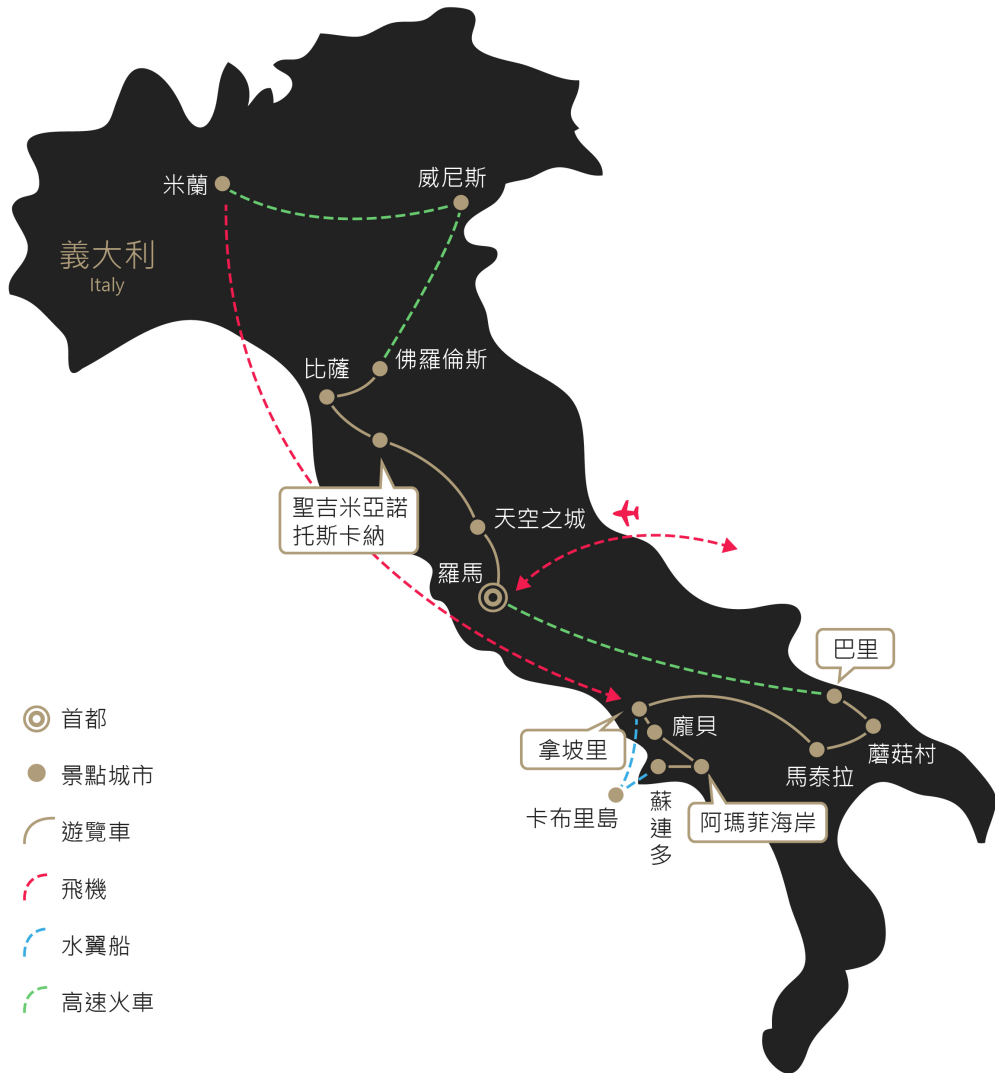 米蘭
威尼斯
義大利
Italy
佛羅倫斯
比薩
聖吉米亞諾
托斯卡納
天空之城
羅馬
巴里
拿坡里
龐貝
蘑菇村
馬泰拉
卡布里島
蘇連多
阿瑪菲海岸
首都
景點城市
遊覽車
飛機
水翼船
高速火車